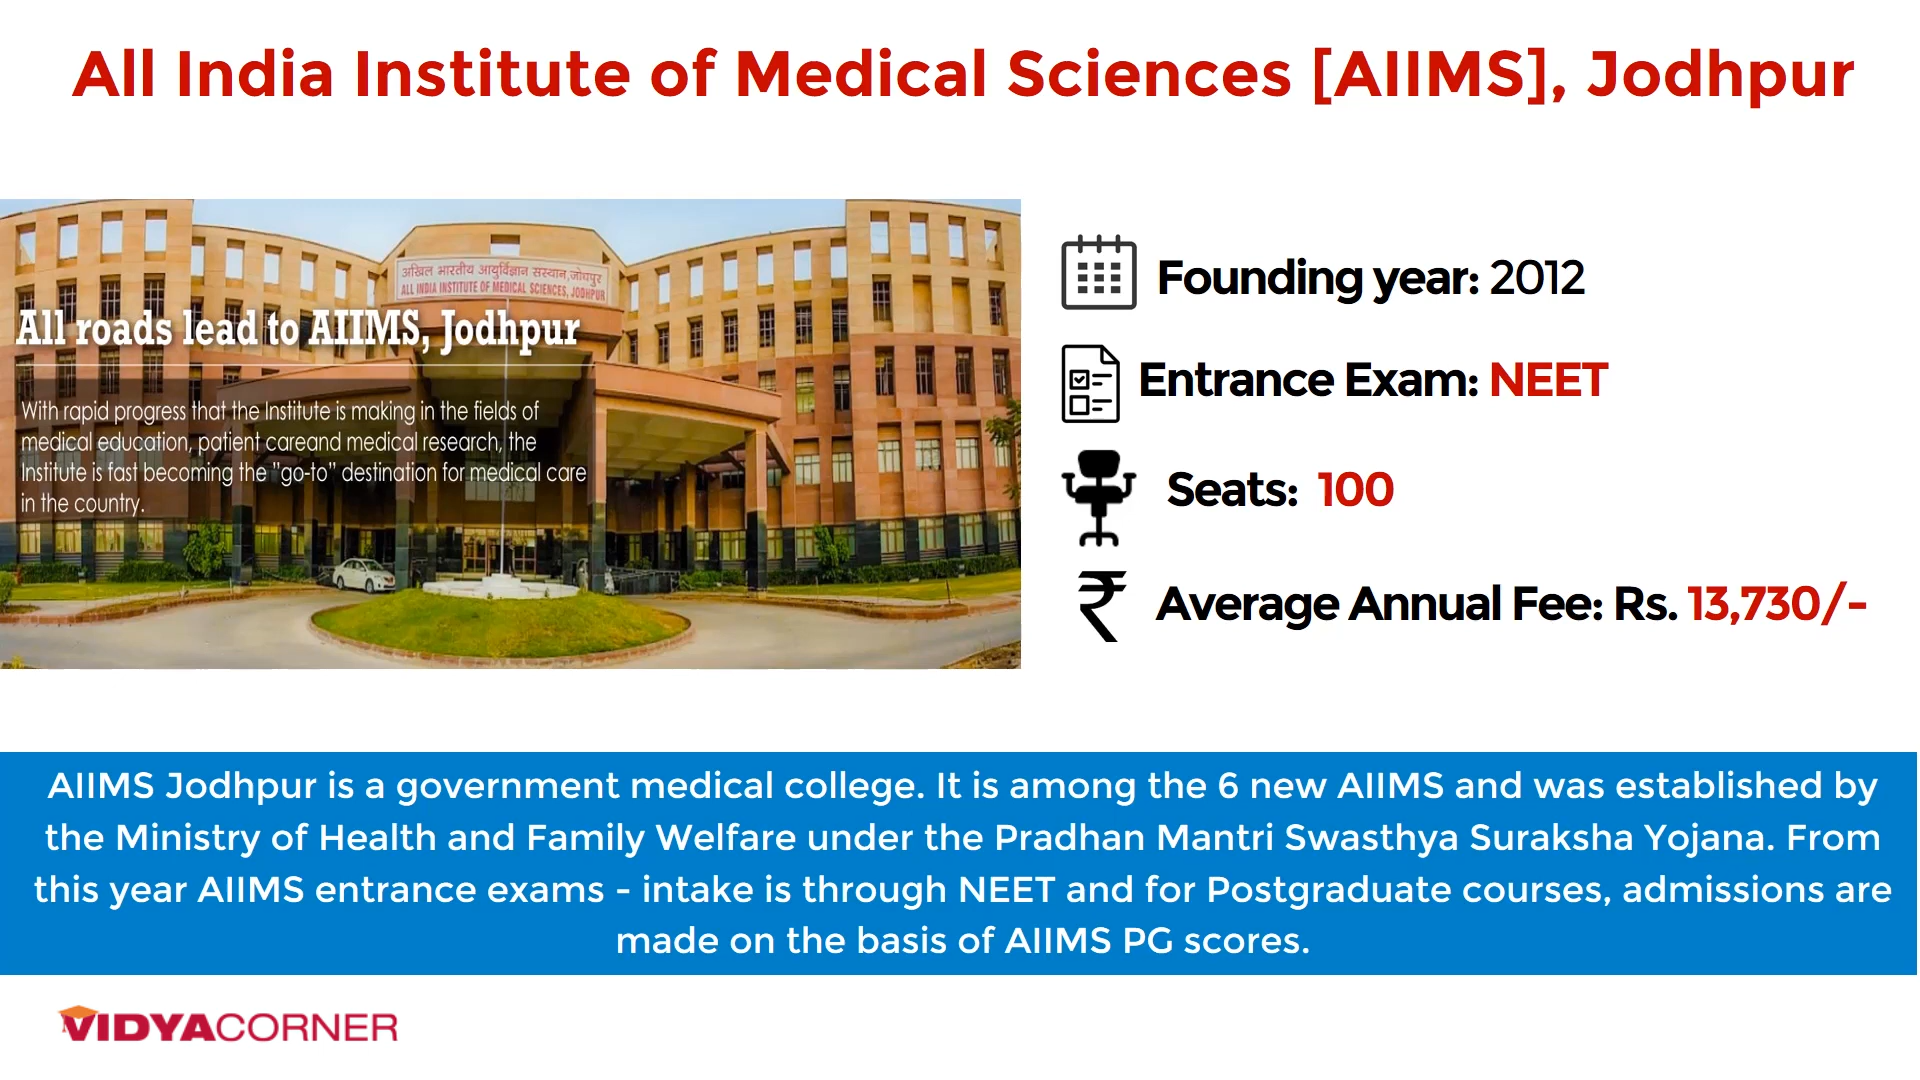 All India Institute of Medical Sciences [AIIMS], Jodhpur
अखिल भारतीय आयुर्विज्ञान संस्थान,जोधपुर
ALL INDIA INSTITUTE OF MEDICAL SCIENCES, JODHPUR
All roads lead to AIIMS, Jodhpur
With rapid progress that the Institute is making in the fields of
medical education, patient careand medical research, the
Institute is fast becoming the "go-to" destination for medical care
in the country.
Founding year: 2012
Entrance Exam: NEET
Seats: 100
₹ Average Annual Fee: Rs. 13,730/-
AIIMS Jodhpur is a government medical college. It is among the 6 new AIIMS and was established by
the Ministry of Health and Family Welfare under the Pradhan Mantri Swasthya Suraksha Yojana. From
this year AIIMS entrance exams - intake is through NEET and for Postgraduate courses, admissions are
made on the basis of AIIMS PG scores.
VIDYACORNER